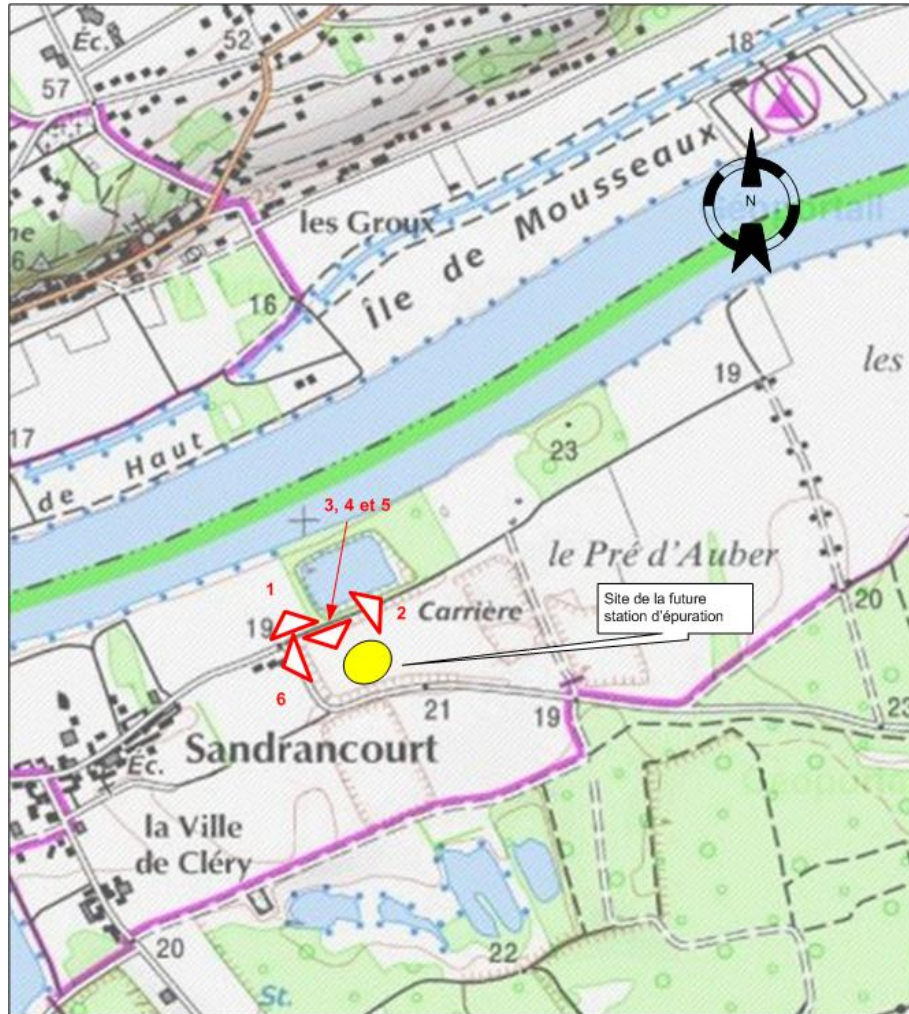 Éc.
52
57
18
les Groux
Île de Mousseaux
N
Géoportail
16
19
les
17
de Haut
23
3, 4 et 5
le Pré d'Auber
1
2
Carrière
19
Site de la future
station d'épuration
20
6
21
19
23
Sandrancourt
Éc.
la Ville
de Cléry
20
22
St.